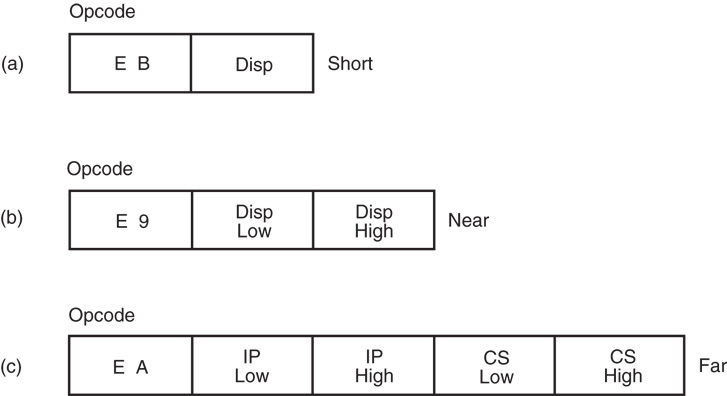 Opcode
(a) E B Disp Short
Opcode
(b) E 9 Disp Low Disp High Near
Opcode
(c) E A IP Low IP High CS Low CS High Far